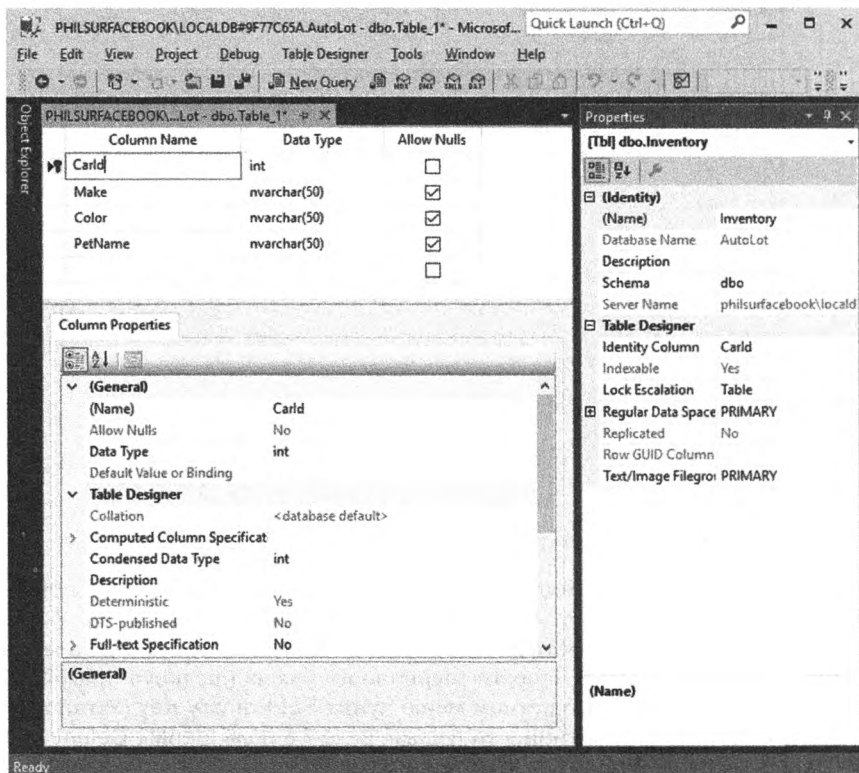 PHILSURFACEBOOK\LOCALDB#9F77C65A.AutoLot - dbo.Table_1* - Microsof... Quick Launch (Ctrl+Q)
File Edit View Project Debug Table Designer Tools Window Help
New Query
Object Explorer
PHILSURFACEBOOK\...Lot - dbo.Table_1*
Column Name Data Type Allow Nulls
CarId int
Make nvarchar(50)
Color nvarchar(50)
PetName nvarchar(50)
Column Properties
(General)
(Name) CarId
Allow Nulls No
Data Type int
Default Value or Binding
Table Designer
Collation <database default>
Computed Column Specificat
Condensed Data Type int
Description
Deterministic Yes
DTS-published No
Full-text Specification No
(General)
Properties
[Tbl] dbo.Inventory
(Identity)
(Name) Inventory
Database Name AutoLot
Description
Schema dbo
Server Name philsurfacebook\locald
Table Designer
Identity Column CarId
Indexable Yes
Lock Escalation Table
Regular Data Space PRIMARY
Replicated No
Row GUID Column
Text/Image Filegrou PRIMARY
(Name)
Ready